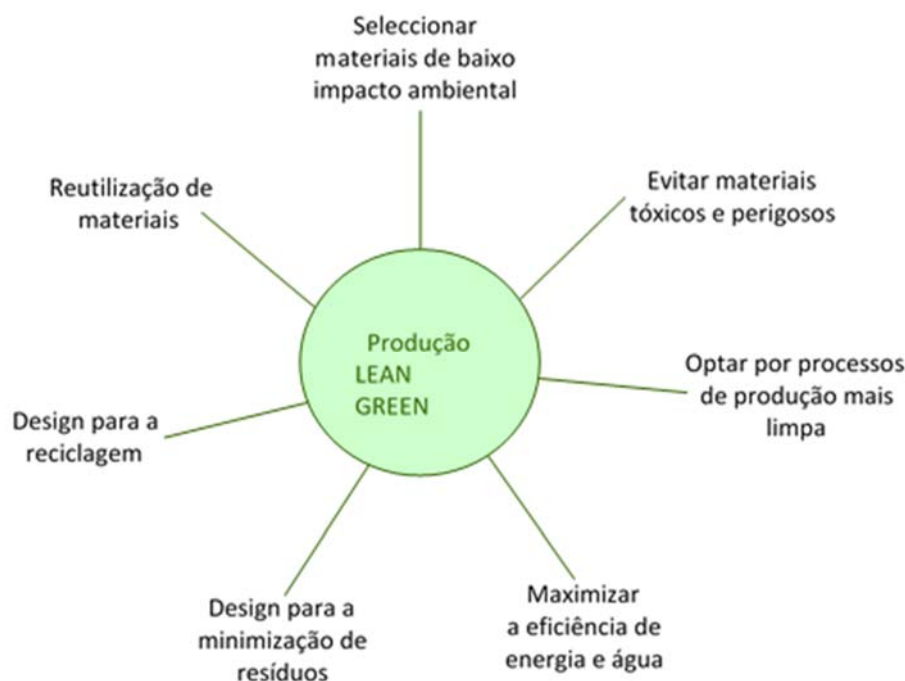 Seleccionar
materiais de baixo
impacto ambiental
Evitar materiais
tóxicos e perigosos
Optar por processos
de produção mais
limpa
Maximizar
a eficiência de
energia e água
Design para a
minimização de
resíduos
Design para a
reciclagem
Reutilização de
materiais
Produção
LEAN
GREEN